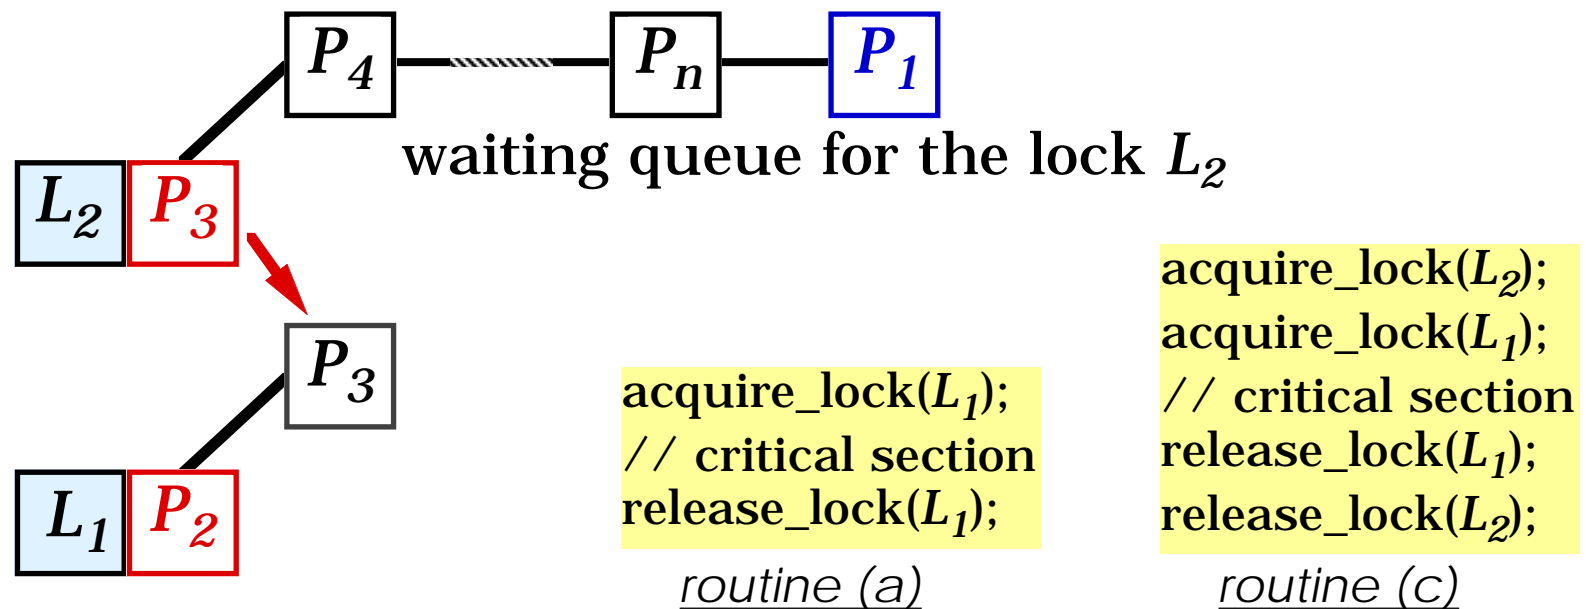 P₄ Pₙ P₁
waiting queue for the lock L₂
L₂ P₃
P₃
L₁ P₂
acquire_lock(L₁);
// critical section
release_lock(L₁);
routine (a)
acquire_lock(L₂);
acquire_lock(L₁);
// critical section
release_lock(L₁);
release_lock(L₂);
routine (c)